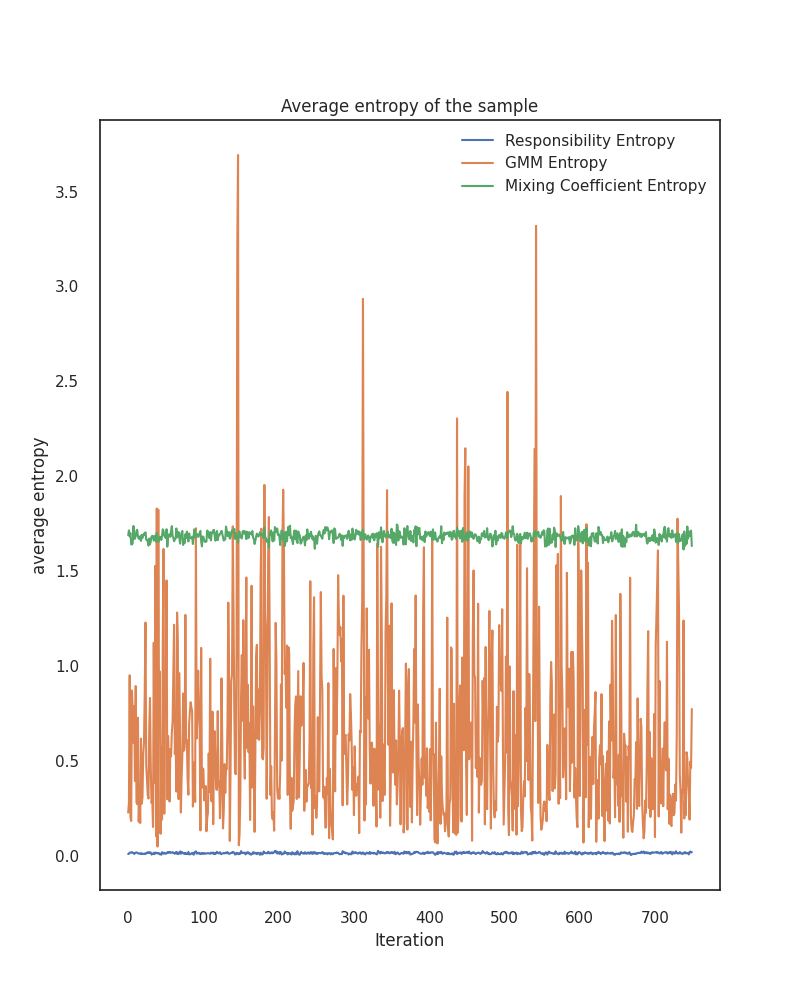 Average entropy of the sample
Responsibility Entropy
GMM Entropy
Mixing Coefficient Entropy
3.5
3.0
2.5
2.0
1.5
1.0
0.5
0.0
average entropy
0 100 200 300 400 500 600 700
Iteration